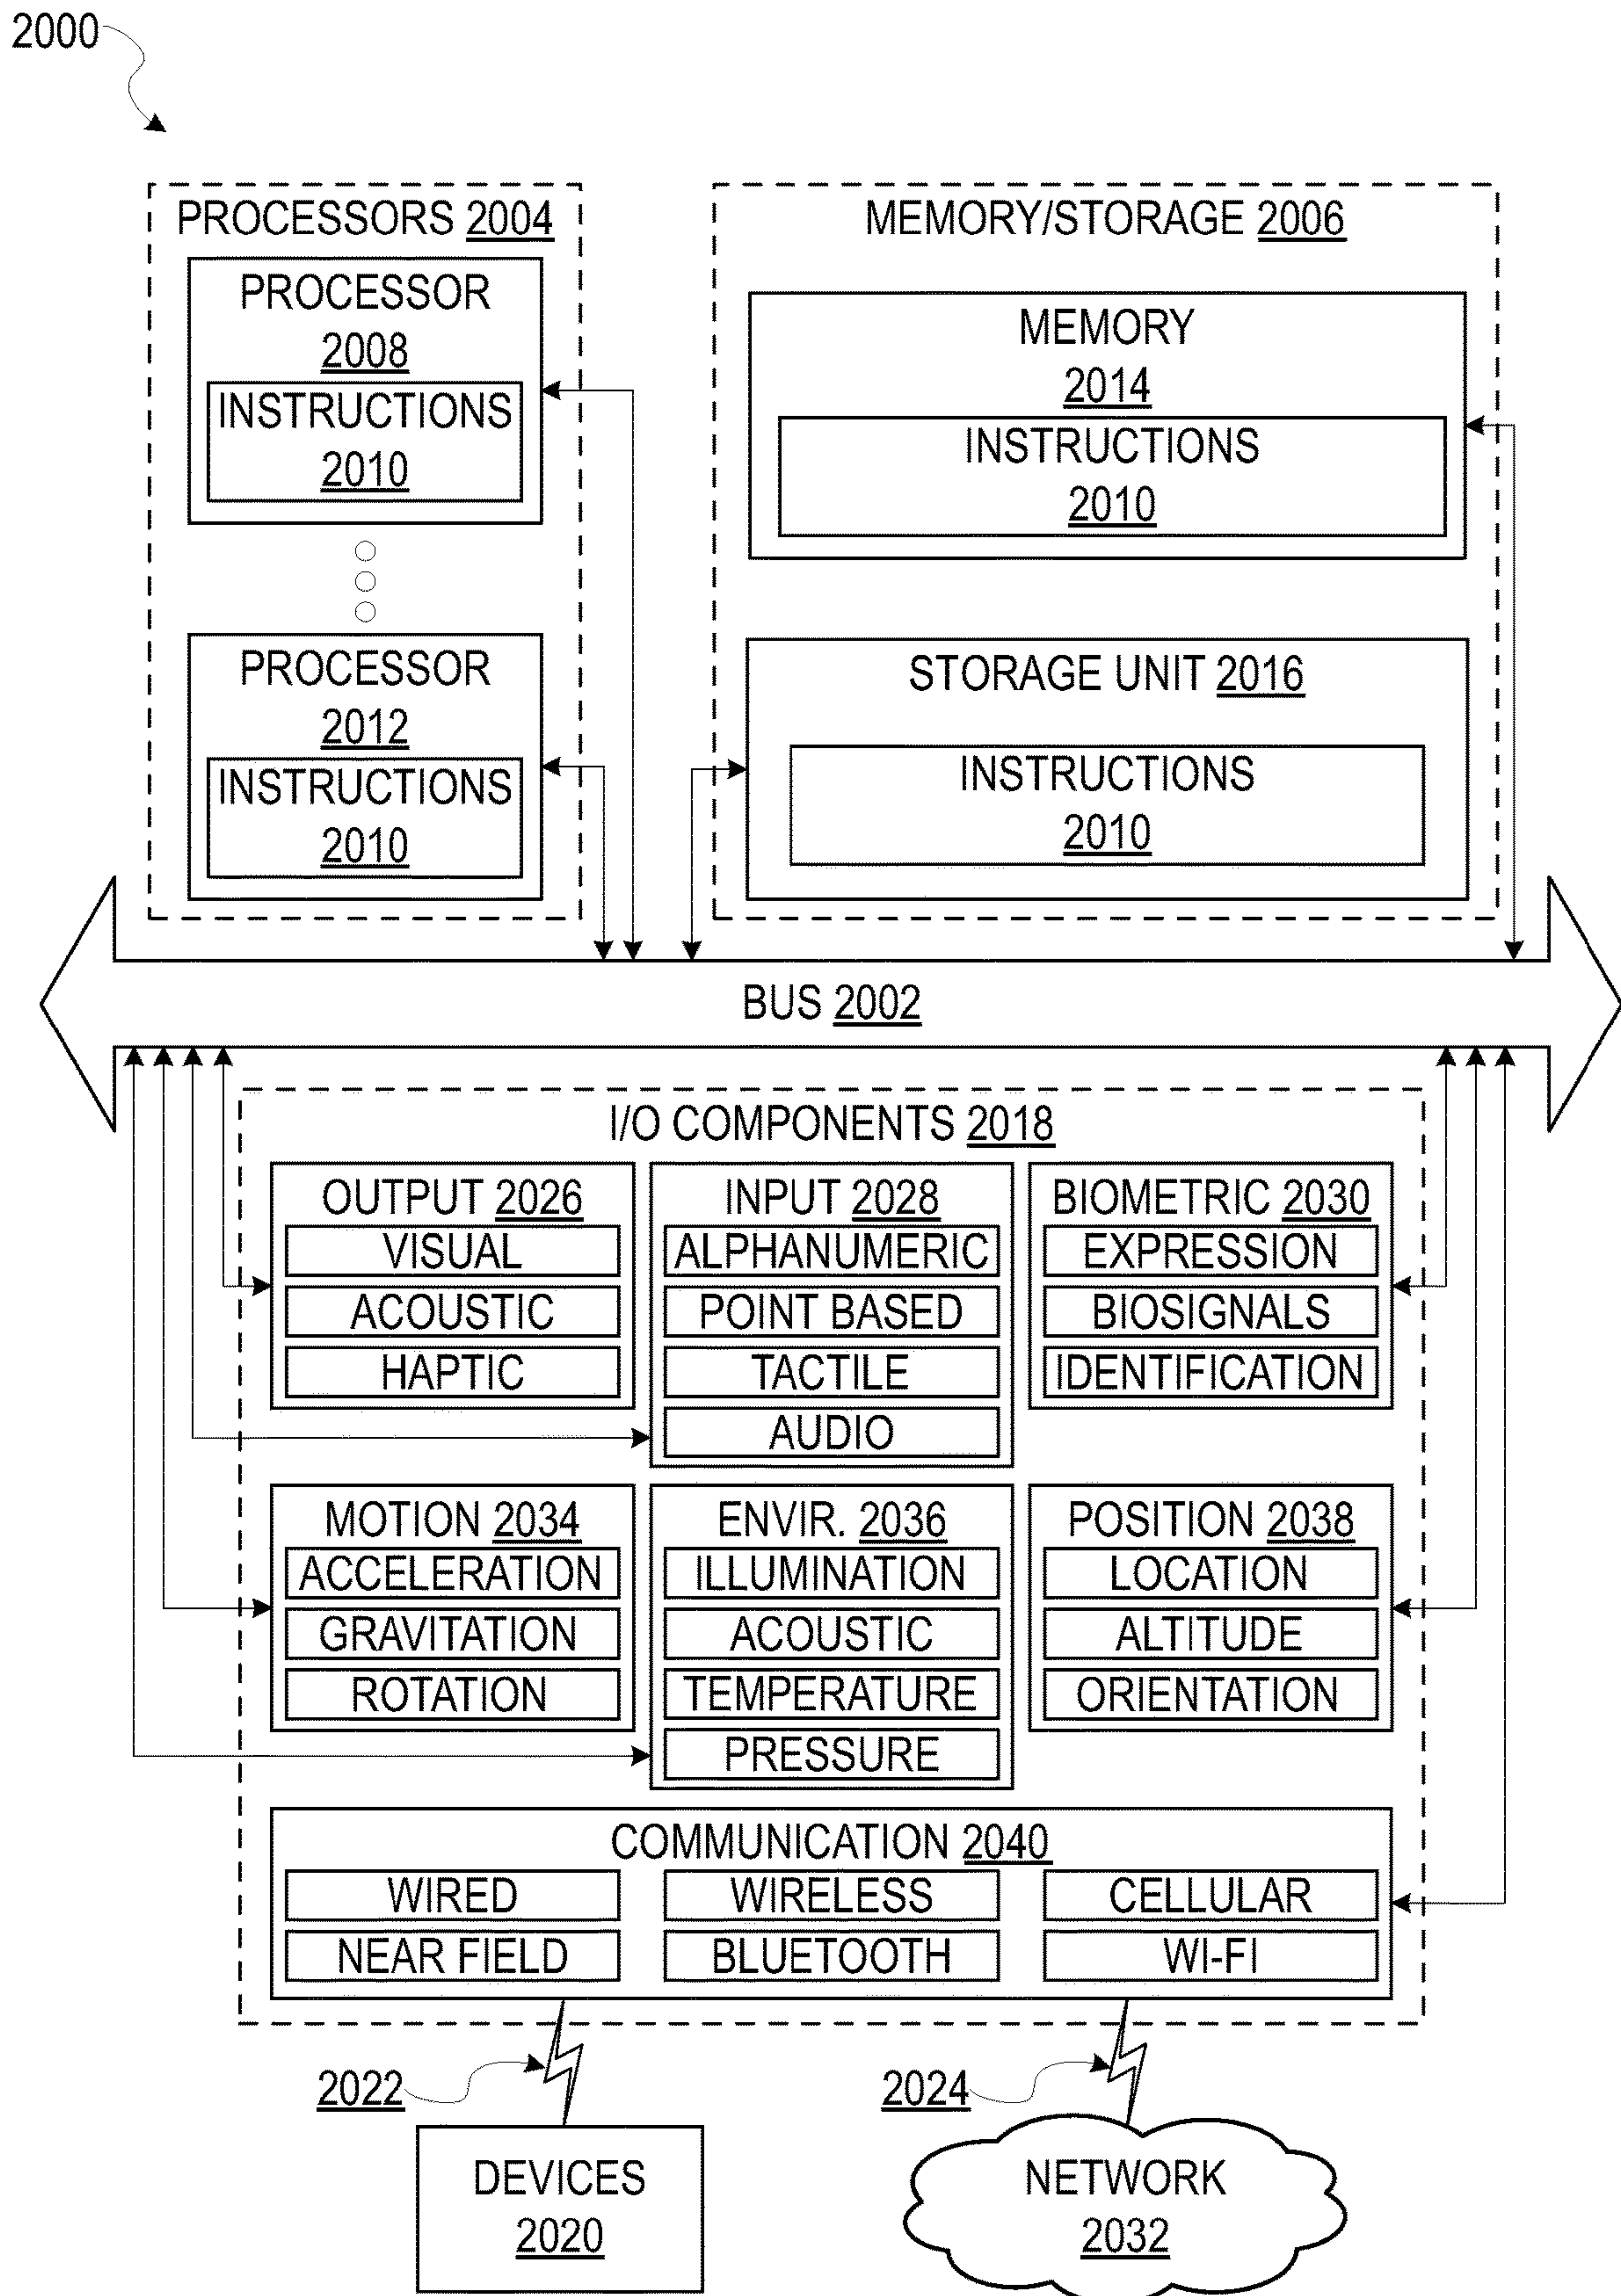 2000
PROCESSORS 2004
PROCESSOR
2008
INSTRUCTIONS
2010
PROCESSOR
2012
INSTRUCTIONS
2010
MEMORY/STORAGE 2006
MEMORY
2014
INSTRUCTIONS
2010
STORAGE UNIT 2016
INSTRUCTIONS
2010
BUS 2002
I/O COMPONENTS 2018
OUTPUT 2026
VISUAL
ACOUSTIC
HAPTIC
INPUT 2028
ALPHANUMERIC
POINT BASED
TACTILE
AUDIO
BIOMETRIC 2030
EXPRESSION
BIOSIGNALS
IDENTIFICATION
MOTION 2034
ACCELERATION
GRAVITATION
ROTATION
ENVIR. 2036
ILLUMINATION
ACOUSTIC
TEMPERATURE
PRESSURE
POSITION 2038
LOCATION
ALTITUDE
ORIENTATION
COMMUNICATION 2040
WIRED
WIRELESS
CELLULAR
NEAR FIELD
BLUETOOTH
WI-FI
2022
2024
DEVICES
2020
NETWORK
2032